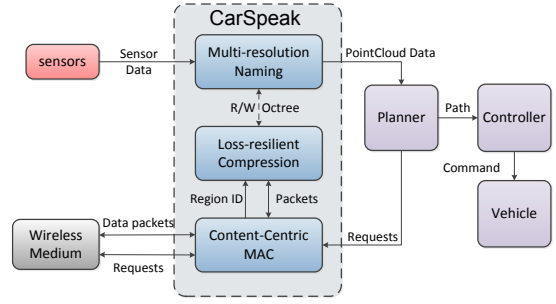 CarSpeak
sensors
Sensor
Data
Multi-resolution
Naming
PointCloud Data
R/W Octree
Planner
Path
Controller
Loss-resilient
Compression
Command
Region ID
Packets
Vehicle
Wireless
Medium
Data packets
Requests
Content-Centric
MAC
Requests